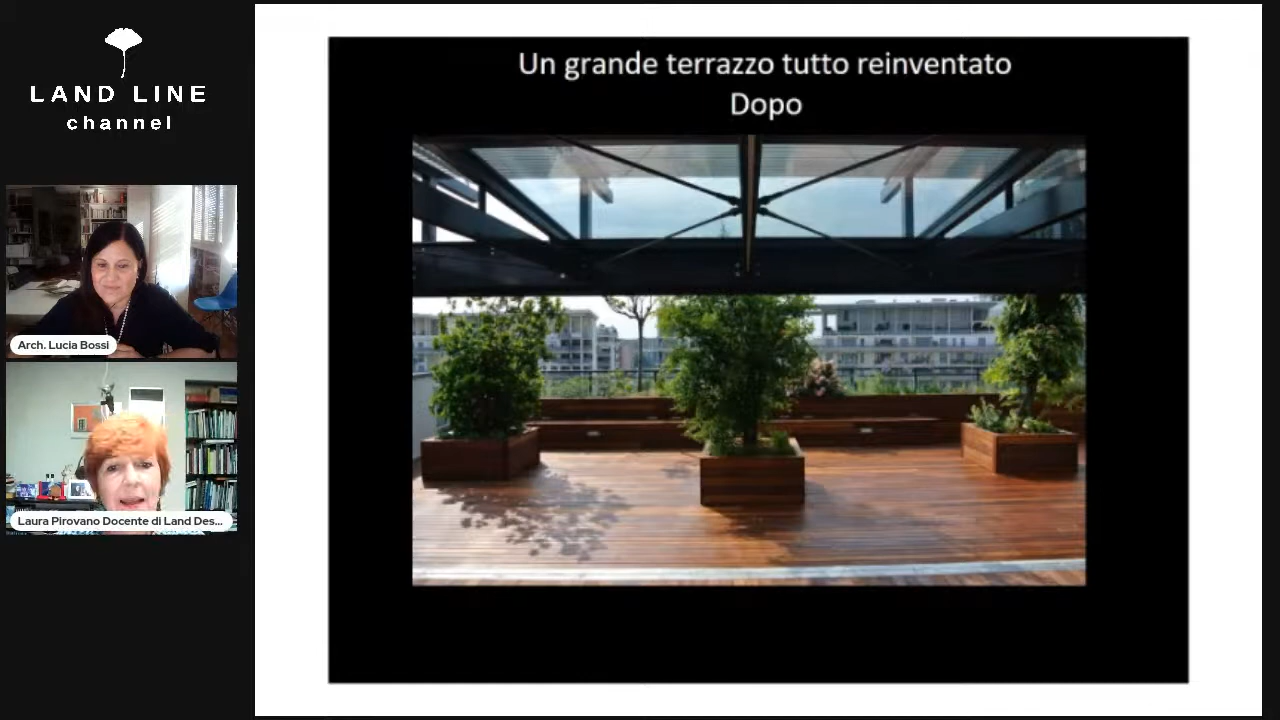 LAND LINE
channel
Arch. Lucia Bossi
Laura Pirovano Docente di Land Des...
Un grande terrazzo tutto reinventato
Dopo